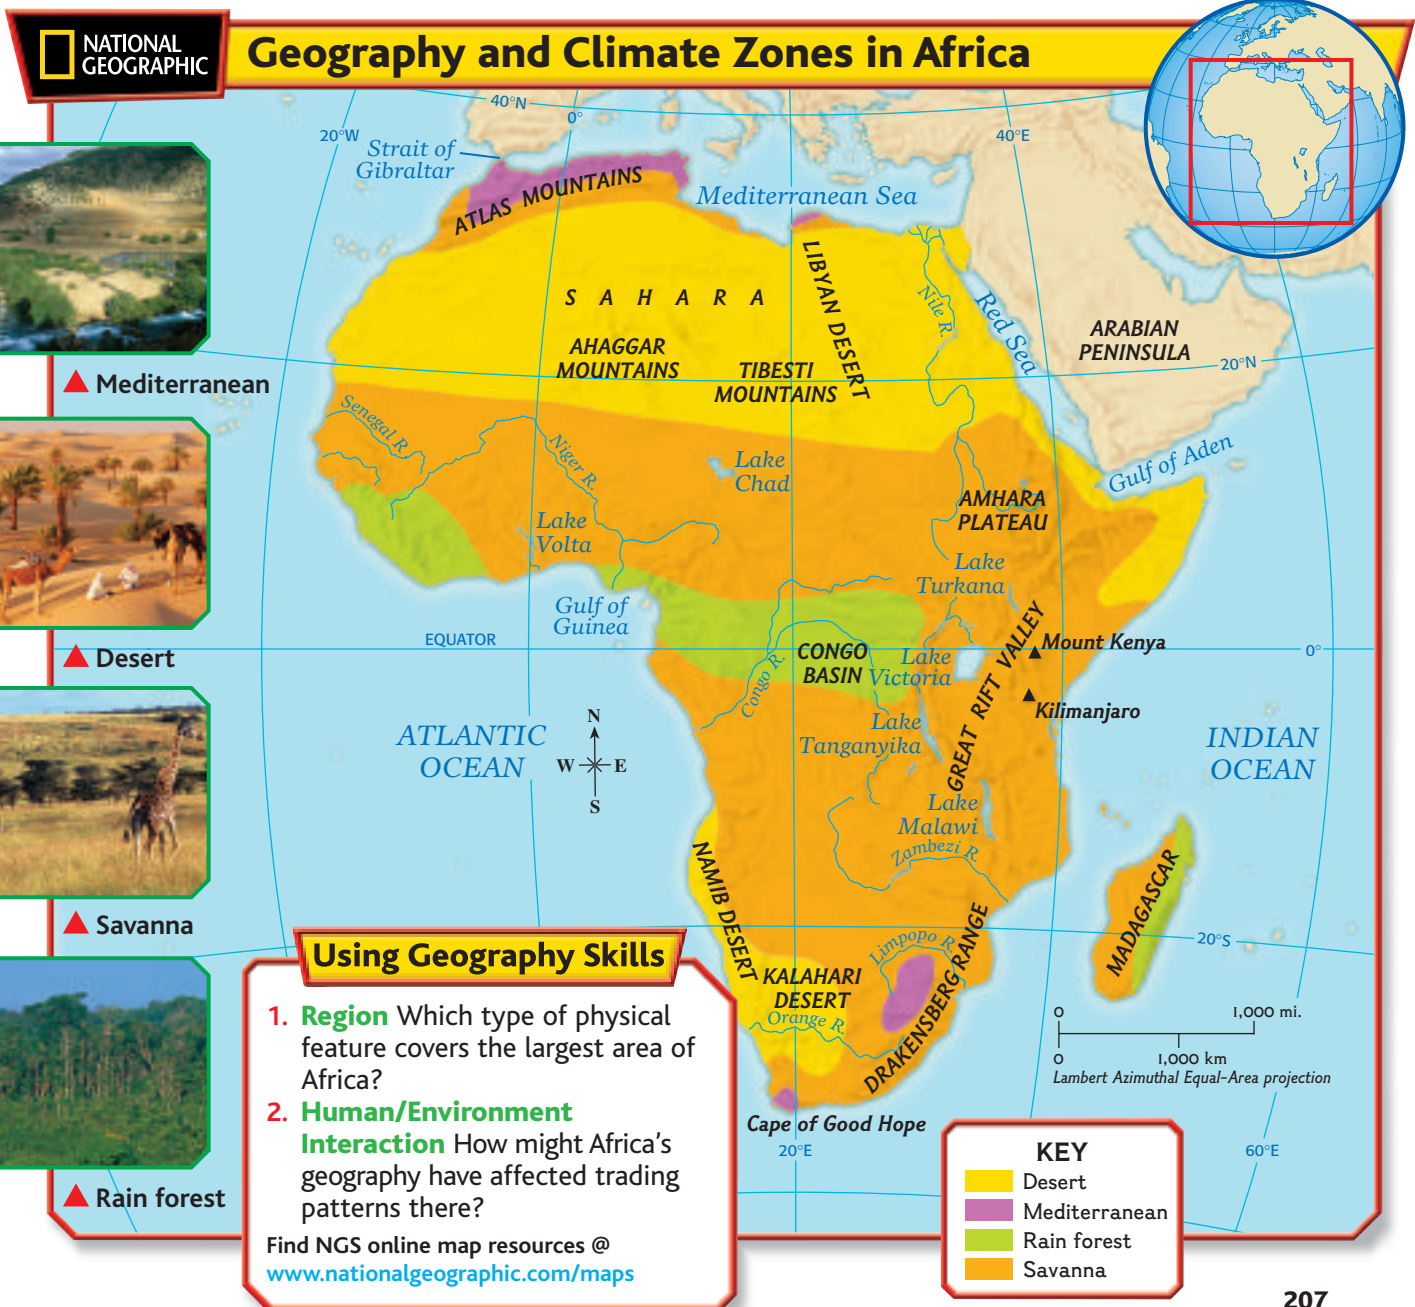 NATIONAL
GEOGRAPHIC
Geography and Climate Zones in Africa
40°N
0°
20°W
40°E
Strait of
Gibraltar
ATLAS MOUNTAINS
Mediterranean Sea
SAHARA
LIBYAN DESERT
Nile R.
Red Sea
ARABIAN
PENINSULA
AHAGGAR
MOUNTAINS
TIBESTI
MOUNTAINS
20°N
Mediterranean
Senegal R.
Niger R.
Lake
Chad
Gulf of Aden
AMHARA
PLATEAU
Lake
Volta
Lake
Turkana
Gulf of
Guinea
EQUATOR
CONGO
BASIN
Congo R.
Lake
Victoria
GREAT RIFT VALLEY
Mount Kenya
0°
Desert
Kilimanjaro
ATLANTIC
OCEAN
N
W
E
S
Lake
Tanganyika
INDIAN
OCEAN
Lake
Malawi
Zambezi R.
NAMIB DESERT
MADAGASCAR
Savanna
20°S
Limpopo R.
KALAHARI
DESERT
Orange R.
DRAKENSBERG RANGE
0
1,000 mi.
0
1,000 km
Lambert Azimuthal Equal-Area projection
Cape of Good Hope
20°E
60°E
Rain forest
Using Geography Skills
1. Region Which type of physical
feature covers the largest area of
Africa?
2. Human/Environment
Interaction How might Africa's
geography have affected trading
patterns there?
Find NGS online map resources @
www.nationalgeographic.com/maps
KEY
Desert
Mediterranean
Rain forest
Savanna
207